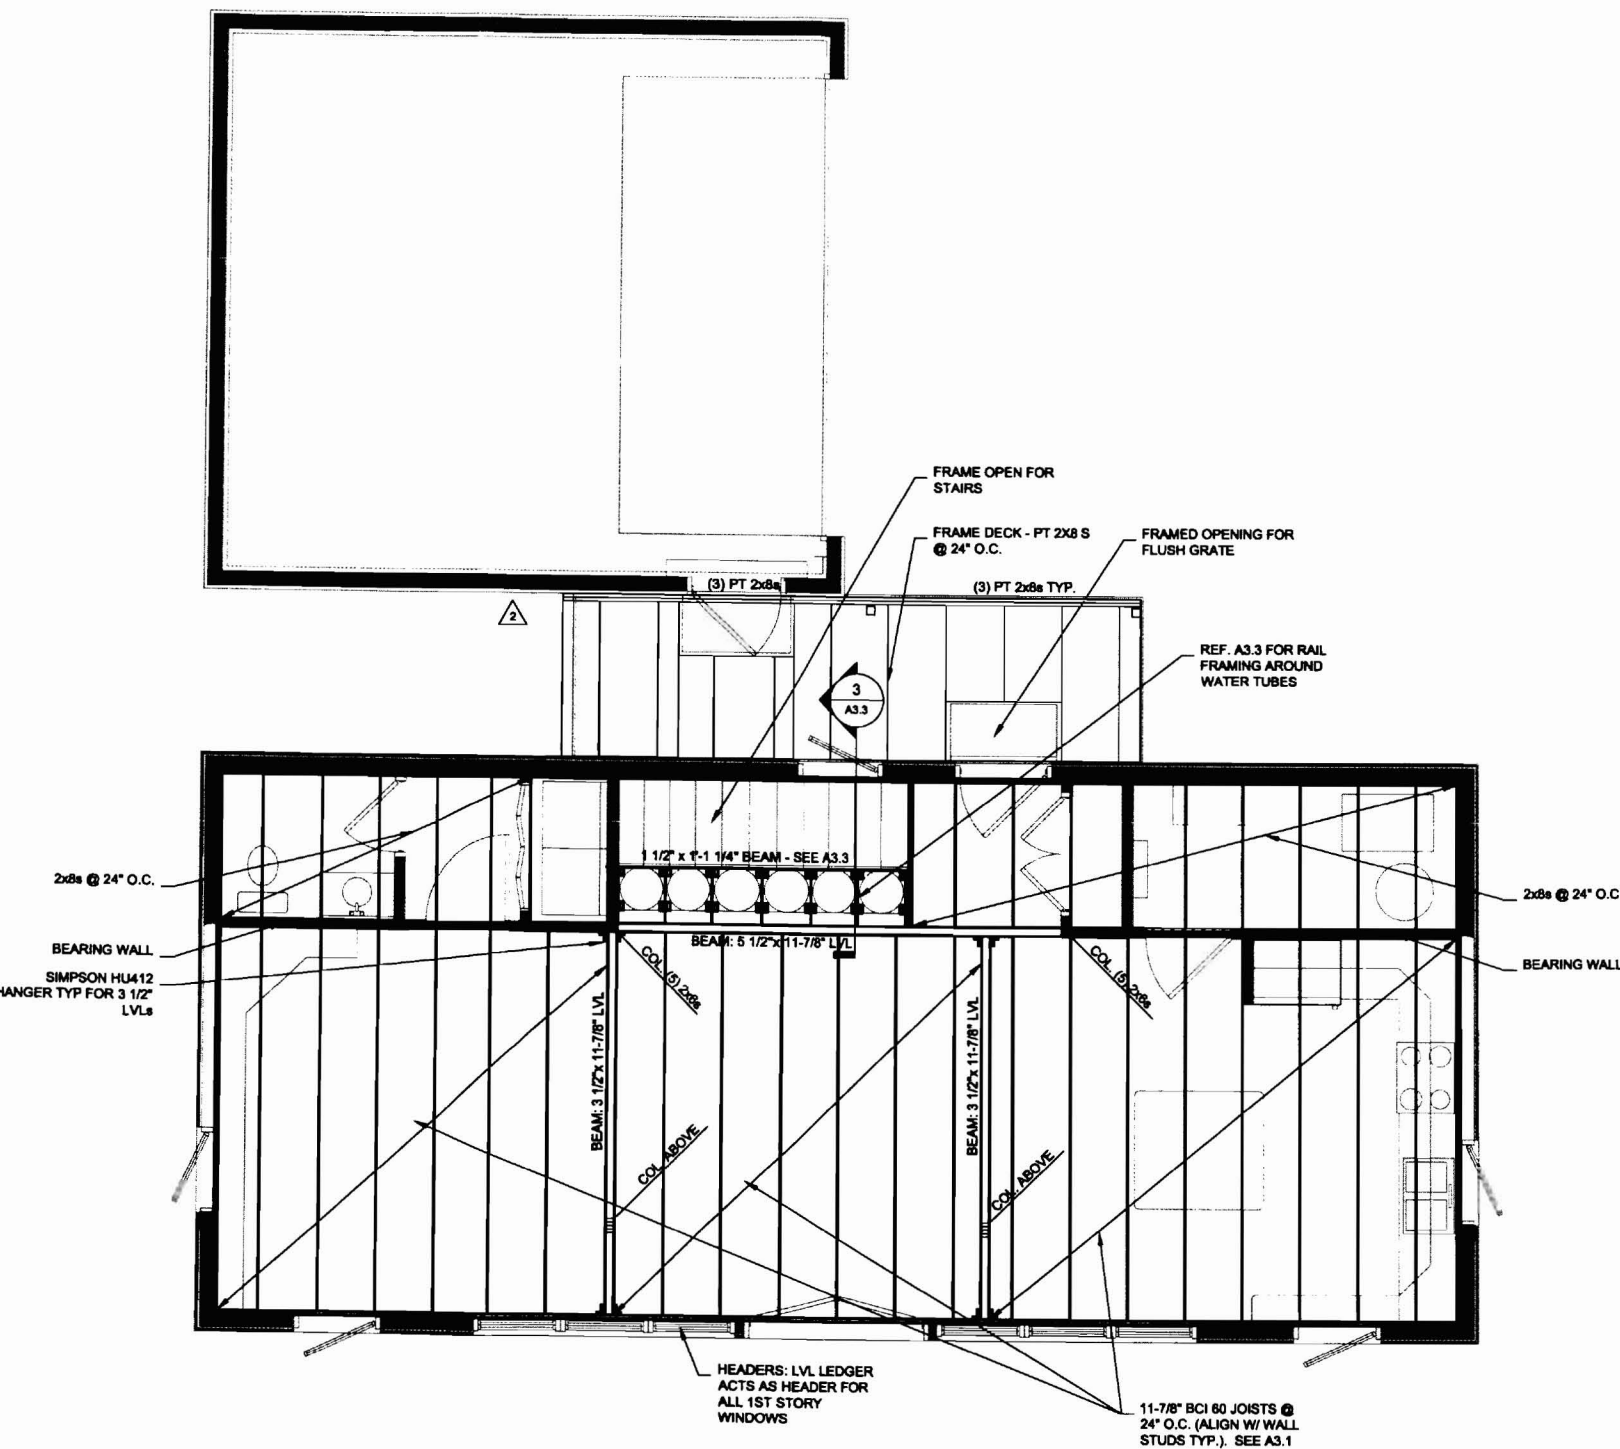 FRAME OPEN FOR
STAIRS
FRAME DECK - PT 2X8 S
@ 24" O.C.
FRAMED OPENING FOR
FLUSH GRATE
(3) PT 2x8s
(3) PT 2x8s TYP.
2
REF. A3.3 FOR RAIL
FRAMING AROUND
WATER TUBES
3
A3.3
1 1/2" x 1'-1 1/4" BEAM - SEE A3.3
2x8s @ 24" O.C.
2x8s @ 24" O.C
BEARING WALL
BEAM: 5 1/2"x 11-7/8" LVL
BEARING WALL
SIMPSON HU412
HANGER TYP FOR 3 1/2"
LVLs
COL. (5) 2x6s
COL. (5) 2x6s
BEAM: 3 1/2"x 11-7/8" LVL
BEAM: 3 1/2"x 11-7/8" LVL
COL. ABOVE
COL. ABOVE
HEADERS: LVL LEDGER
ACTS AS HEADER FOR
ALL 1ST STORY
WINDOWS
11-7/8" BCI 60 JOISTS @
24" O.C. (ALIGN W/ WALL
STUDS TYP.). SEE A3.1